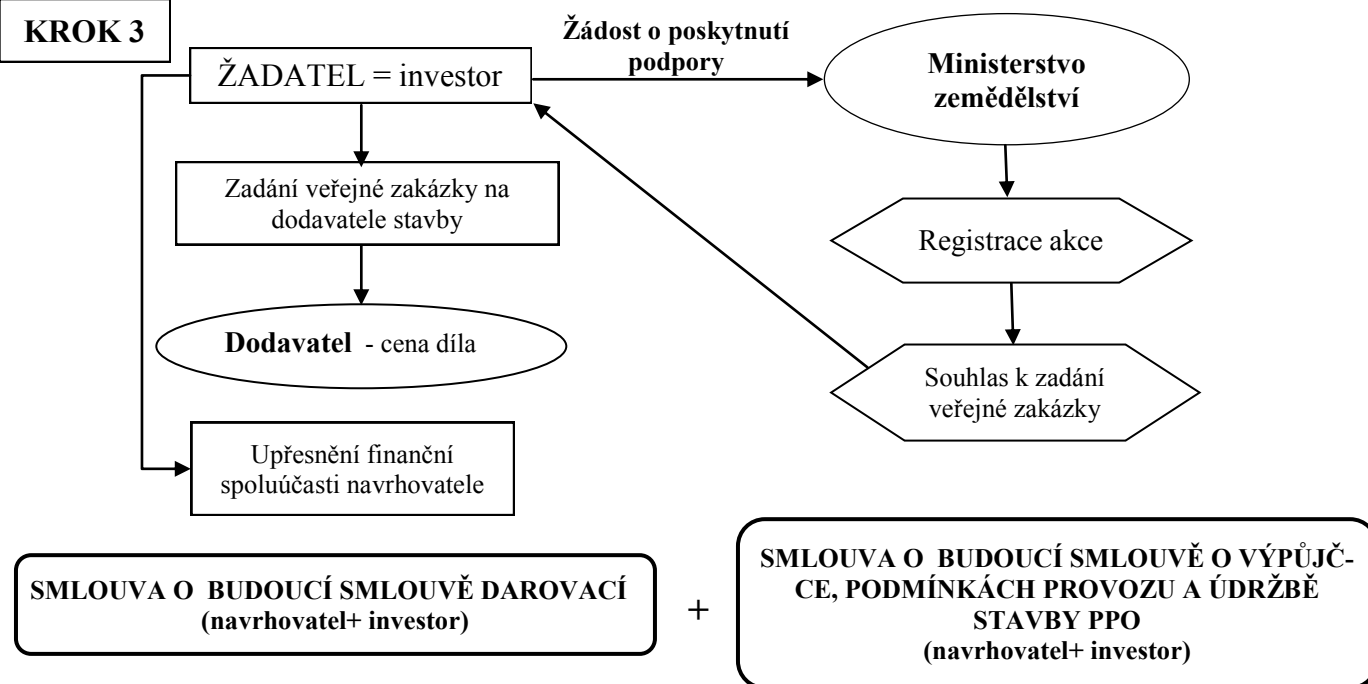 KROK 3
ŽADATEL = investor
Žádost o poskytnutí
podpory
Ministerstvo
zemědělství
Zadání veřejné zakázky na
dodavatele stavby
Registrace akce
Dodavatel - cena díla
Souhlas k zadání
veřejné zakázky
Upřesnění finanční
spoluúčasti navrhovatele
SMLOUVA O BUDOUCÍ SMLOUVĚ DAROVACÍ
(navrhovatel+ investor)
+
SMLOUVA O BUDOUCÍ SMLOUVĚ O VÝPŮJČ-
CE, PODMÍNKÁCH PROVOZU A ÚDRŽBĚ
STAVBY PPO
(navrhovatel+ investor)